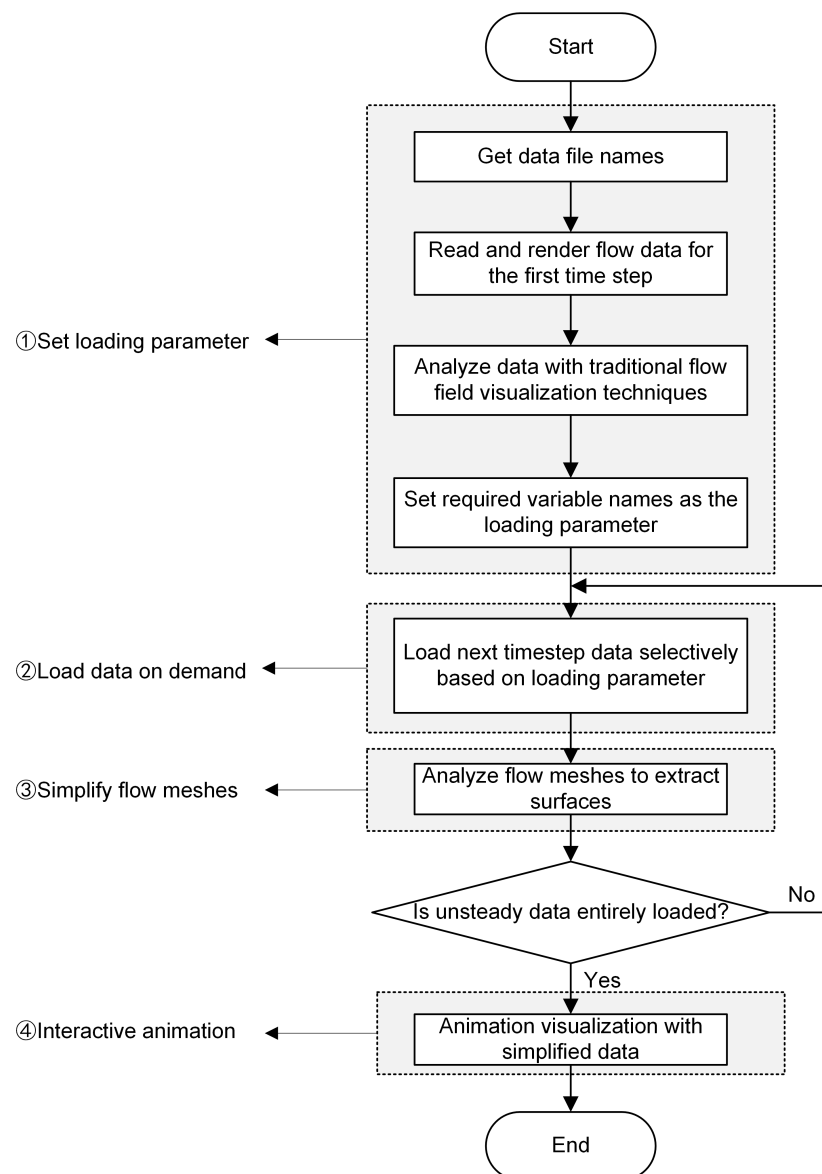 Start
Get data file names
Read and render flow data for
the first time step
①Set loading parameter
Analyze data with traditional flow
field visualization techniques
Set required variable names as the
loading parameter
②Load data on demand
Load next timestep data selectively
based on loading parameter
③Simplify flow meshes
Analyze flow meshes to extract
surfaces
Is unsteady data entirely loaded?
No
Yes
④Interactive animation
Animation visualization with
simplified data
End